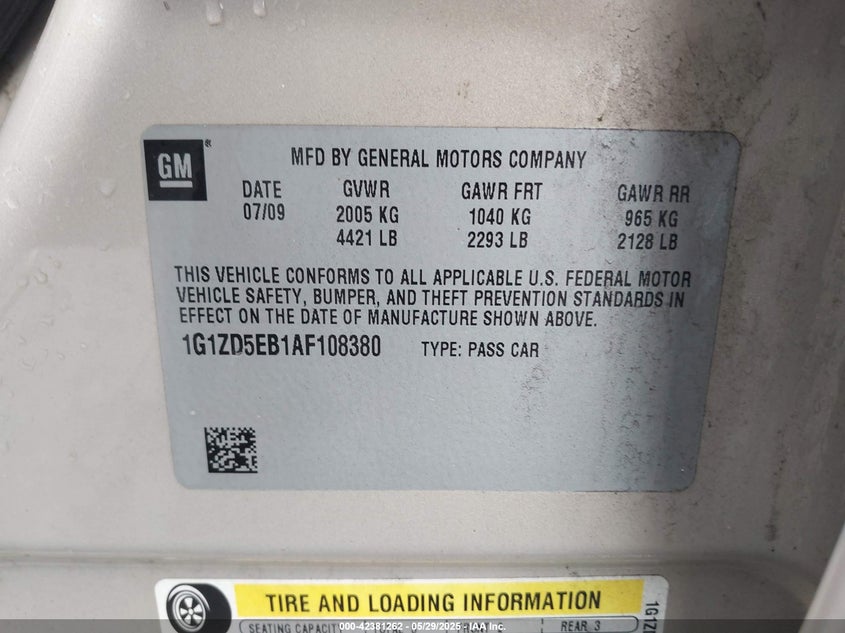 GM ®
MFD BY GENERAL MOTORS COMPANY
DATE GVWR GAWR FRT GAWR RR
07/09 2005 KG 1040 KG 965 KG
4421 LB 2293 LB 2128 LB
THIS VEHICLE CONFORMS TO ALL APPLICABLE U.S. FEDERAL MOTOR
VEHICLE SAFETY, BUMPER, AND THEFT PREVENTION STANDARDS IN
EFFECT ON THE DATE OF MANUFACTURE SHOWN ABOVE.
1G1ZD5EB1AF108380 TYPE: PASS CAR
TIRE AND LOADING INFORMATION
SEATING CAPACITY REAR 3
1G1Z
000-42381262 - 05/29/2025 - IAA Inc.